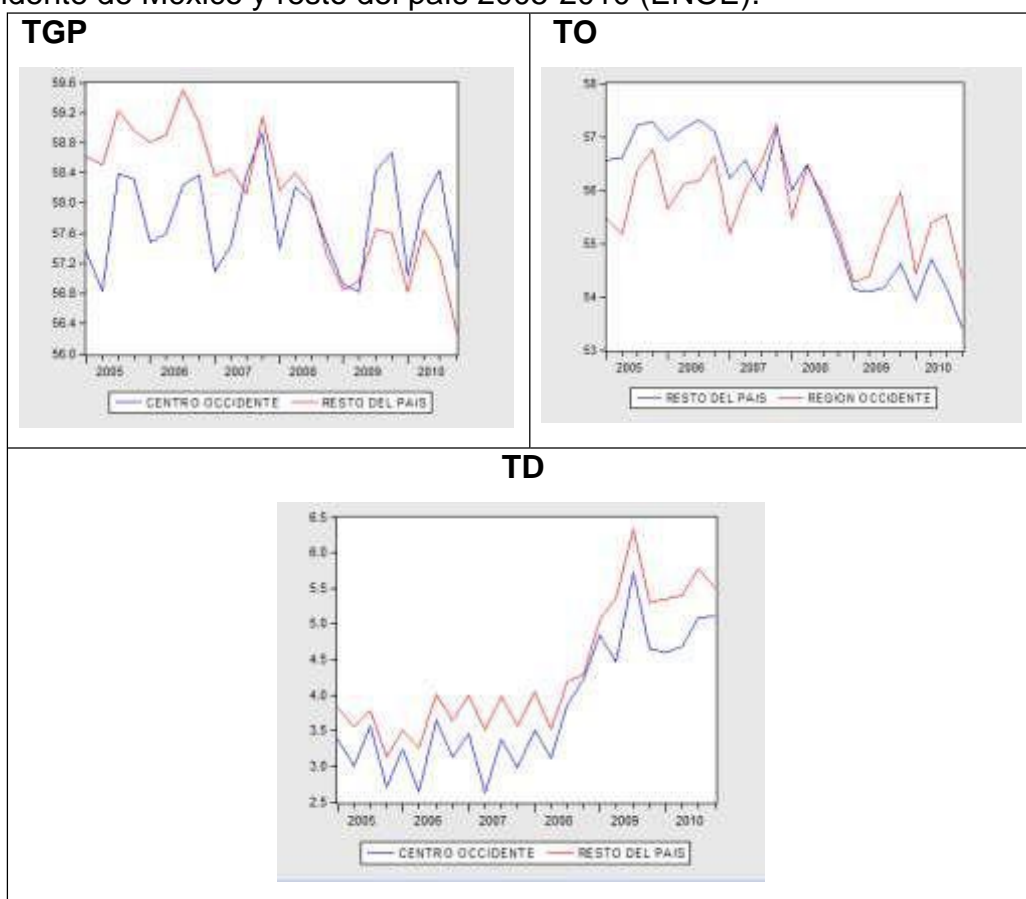 TGP
TO
59.6
59.2
58.8
58.4
58.0
57.6
57.2
56.8
56.4
56.0
2005 2006 2007 2008 2009 2010
CENTRO OCCIDENTE RESTO DEL PAIS
58
57
56
55
54
53
2005 2006 2007 2008 2009 2010
RESTO DEL PAIS REGION OCCIDENTE
TD
6.5
6.0
5.5
5.0
4.5
4.0
3.5
3.0
2.5
2005 2006 2007 2008 2009 2010
CENTRO OCCIDENTE RESTO DEL PAIS